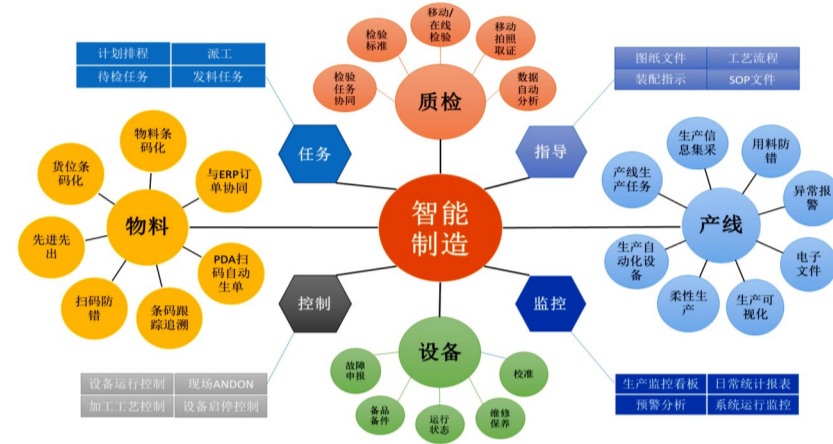 计划排程
派工
待检任务
发料任务
任务
检验
任务
协同
检验
标准
移动/
在线
检验
移动
拍照
取证
数据
自动
分析
质检
图纸文件
工艺流程
装配指示
SOP文件
指导
物料条
码化
货位条
码化
与ERP订
单协同
先进先
出
物料
PDA扫
码自动
生单
扫码防
错
条码跟
踪追溯
智能
制造
生产信
息集采
用料防
错
产线生
产任务
异常报
警
产线
生产自
动化设
备
电子
文件
柔性生
产
生产可
视化
控制
设备运行控制
现场ANDON
加工工艺控制
设备启停控制
设备
故障
申报
备品
备件
运行
状态
维修
保养
校准
监控
生产监控看板
日常统计报表
预警分析
系统运行监控